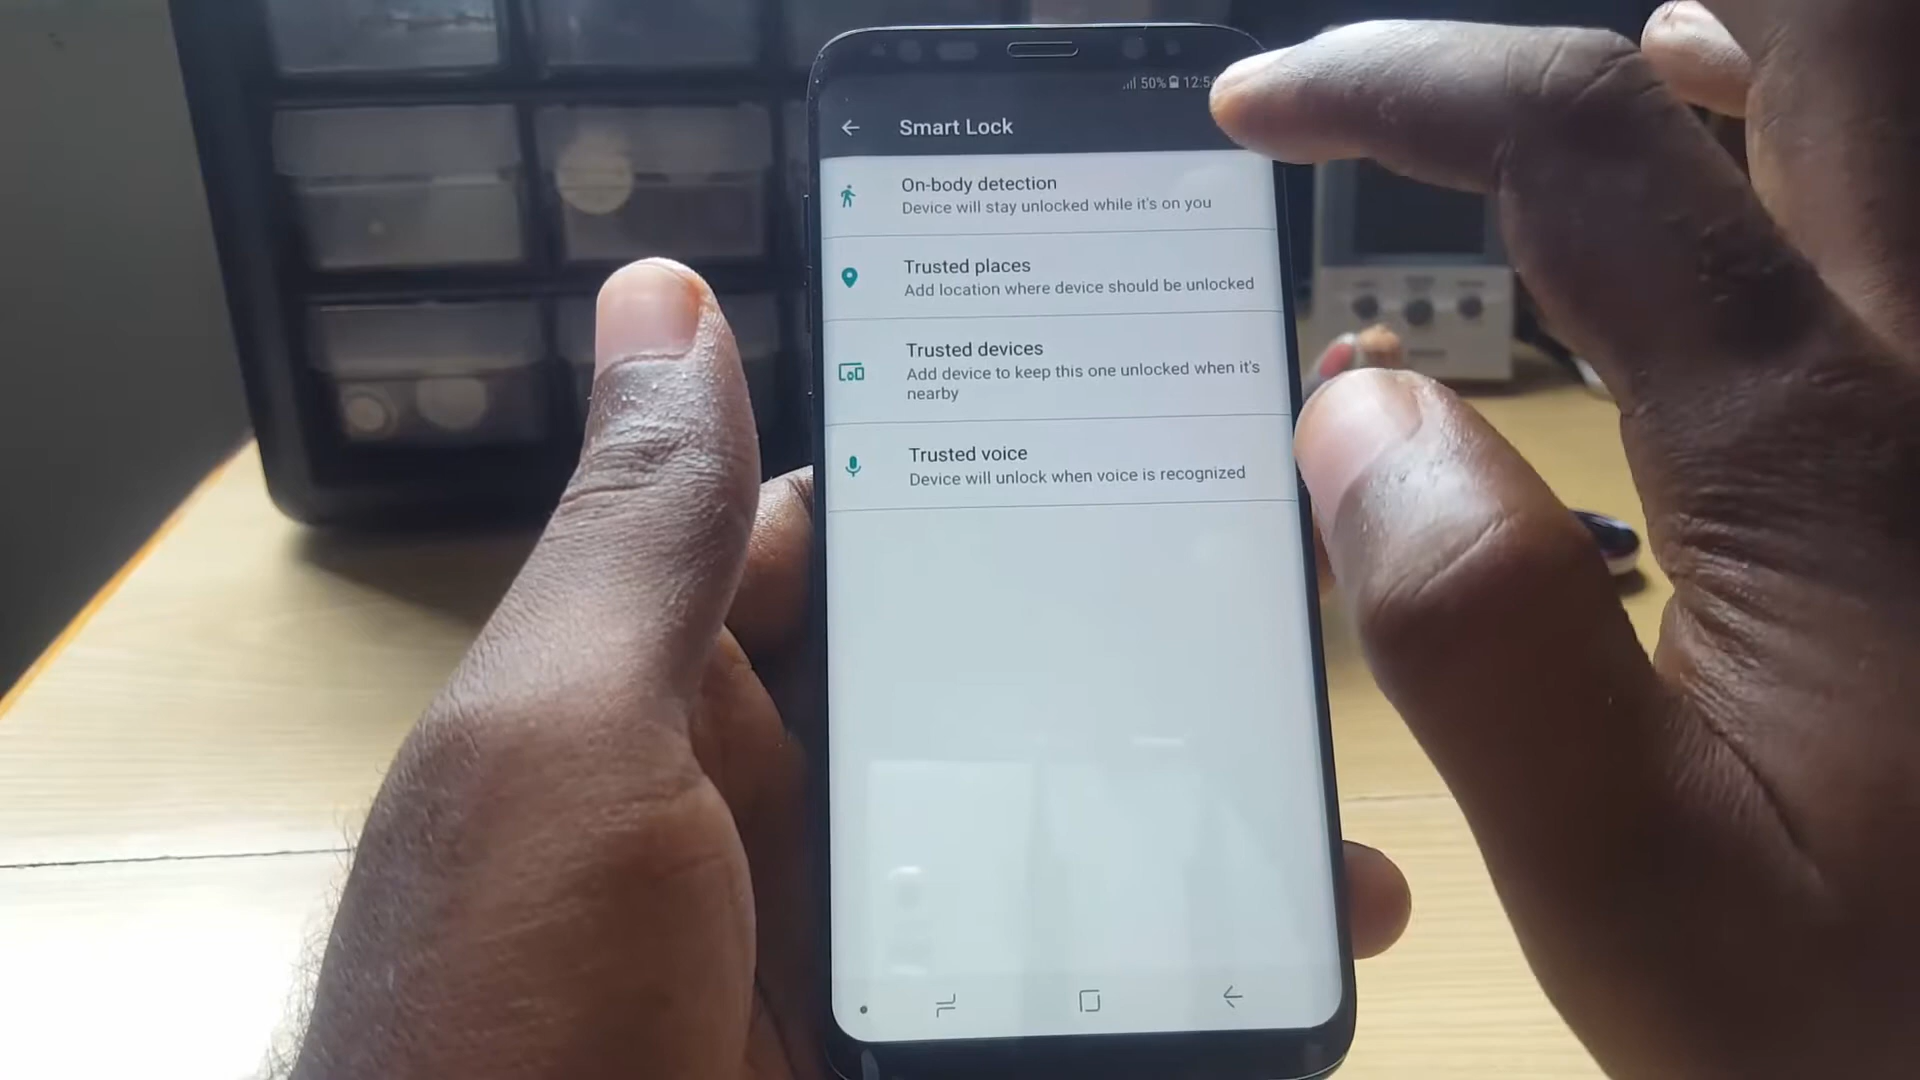 50% 12:54
Smart Lock
On-body detection
Device will stay unlocked while it's on you
Trusted places
Add location where device should be unlocked
Trusted devices
Add device to keep this one unlocked when it's
nearby
Trusted voice
Device will unlock when voice is recognized